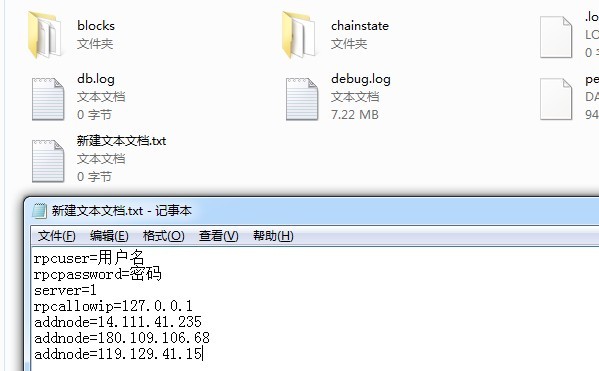 blocks
文件夹
chainstate
文件夹
.lo
LO
0 字
db.log
文本文档
0 字节
debug.log
文本文档
7.22 MB
pe
DA
94
新建文本文档.txt
文本文档
0 字节
新建文本文档.txt - 记事本
文件(F) 编辑(E) 格式(O) 查看(V) 帮助(H)
rpcuser=用户名
rpcpassword=密码
server=1
rpcallowip=127.0.0.1
addnode=14.111.41.235
addnode=180.109.106.68
addnode=119.129.41.15